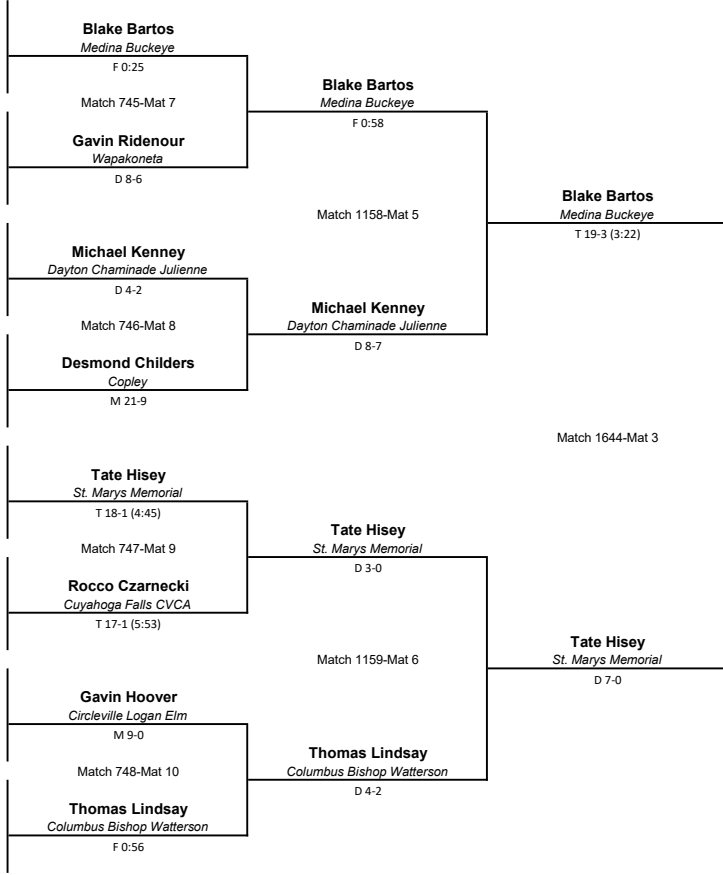 Blake Bartos
Medina Buckeye
F 0:25
Match 745-Mat 7
Gavin Ridenour
Wapakoneta
D 8-6
Michael Kenney
Dayton Chaminade Julienne
D 4-2
Match 746-Mat 8
Desmond Childers
Copley
M 21-9
Tate Hisey
St. Marys Memorial
T 18-1 (4:45)
Match 747-Mat 9
Rocco Czarnecki
Cuyahoga Falls CVCA
T 17-1 (5:53)
Gavin Hoover
Circleville Logan Elm
M 9-0
Match 748-Mat 10
Thomas Lindsay
Columbus Bishop Watterson
F 0:56
Blake Bartos
Medina Buckeye
F 0:58
Match 1158-Mat 5
Michael Kenney
Dayton Chaminade Julienne
D 8-7
Tate Hisey
St. Marys Memorial
D 3-0
Match 1159-Mat 6
Thomas Lindsay
Columbus Bishop Watterson
D 4-2
Blake Bartos
Medina Buckeye
T 19-3 (3:22)
Match 1644-Mat 3
Tate Hisey
St. Marys Memorial
D 7-0